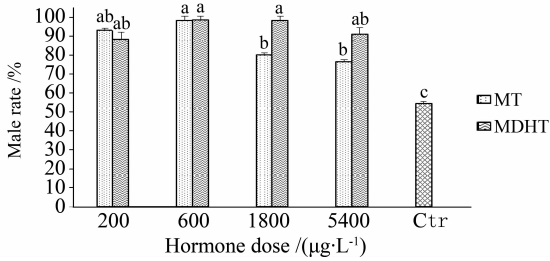 Male rate /%
100
90
80
70
60
50
40
30
20
10
0
ab ab a a b a b ab c
MT
MDHT
200 600 1800 5400 Ctr
Hormone dose /(μg·L⁻¹)